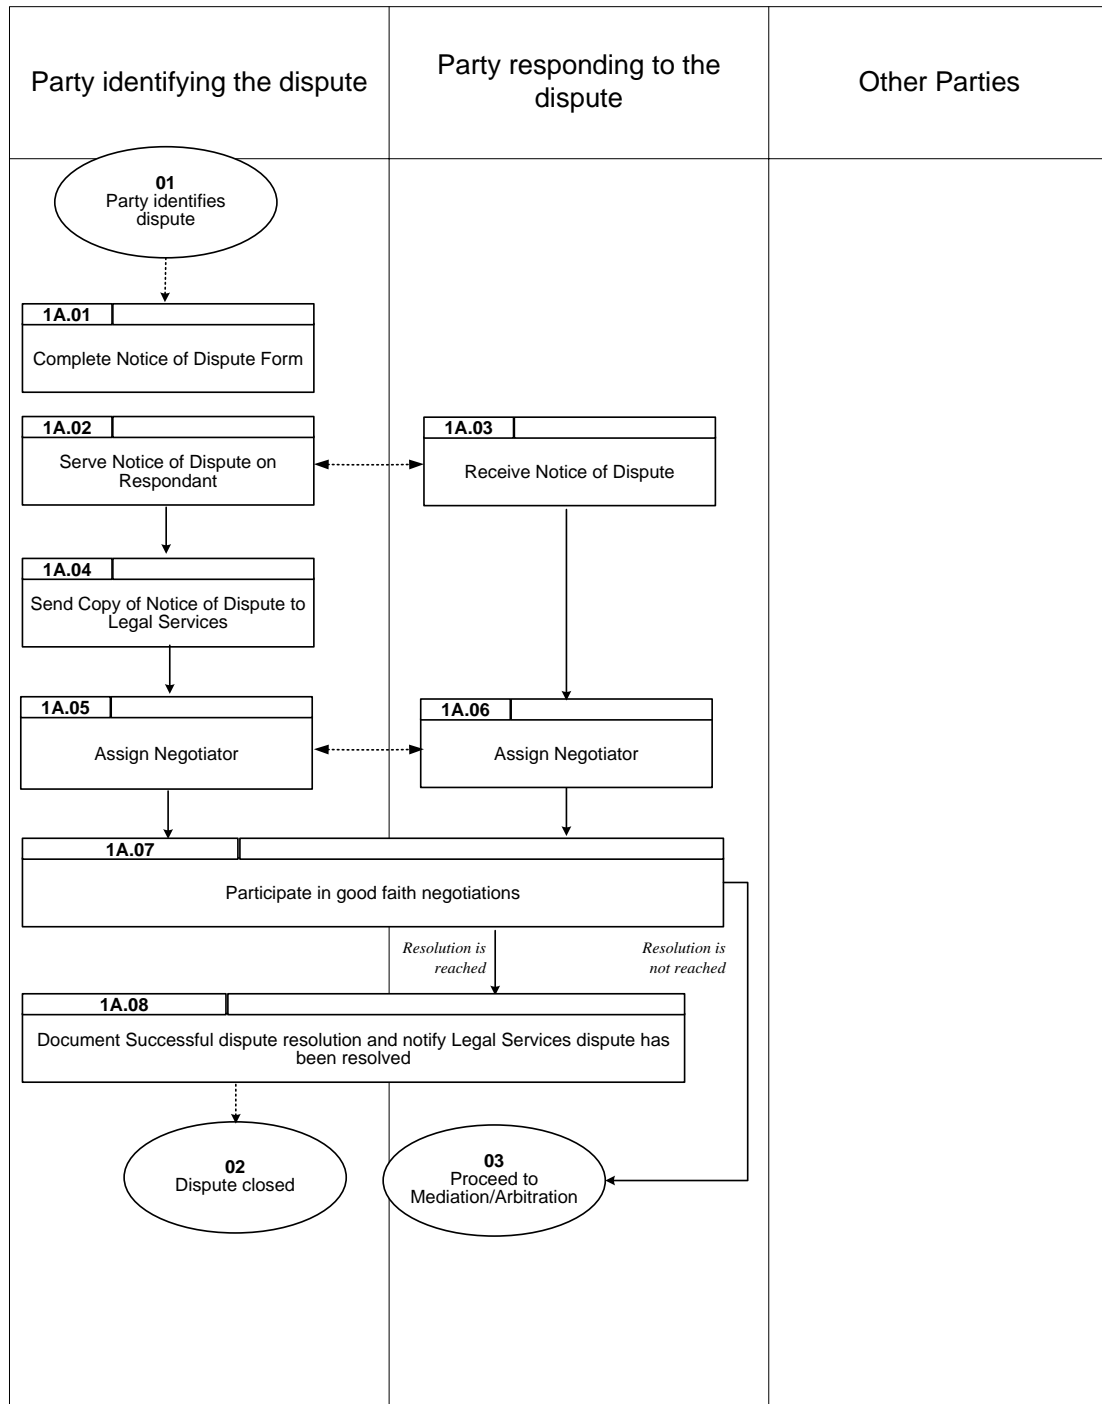 Party identifying the dispute
Party responding to the
dispute
Other Parties
01
Party identifies
dispute
1A.01
Complete Notice of Dispute Form
1A.02
Serve Notice of Dispute on
Respondant
1A.03
Receive Notice of Dispute
1A.04
Send Copy of Notice of Dispute to
Legal Services
1A.05
Assign Negotiator
1A.06
Assign Negotiator
1A.07
Participate in good faith negotiations
Resolution is
reached
Resolution is
not reached
1A.08
Document Successful dispute resolution and notify Legal Services dispute has
been resolved
02
Dispute closed
03
Proceed to
Mediation/Arbitration